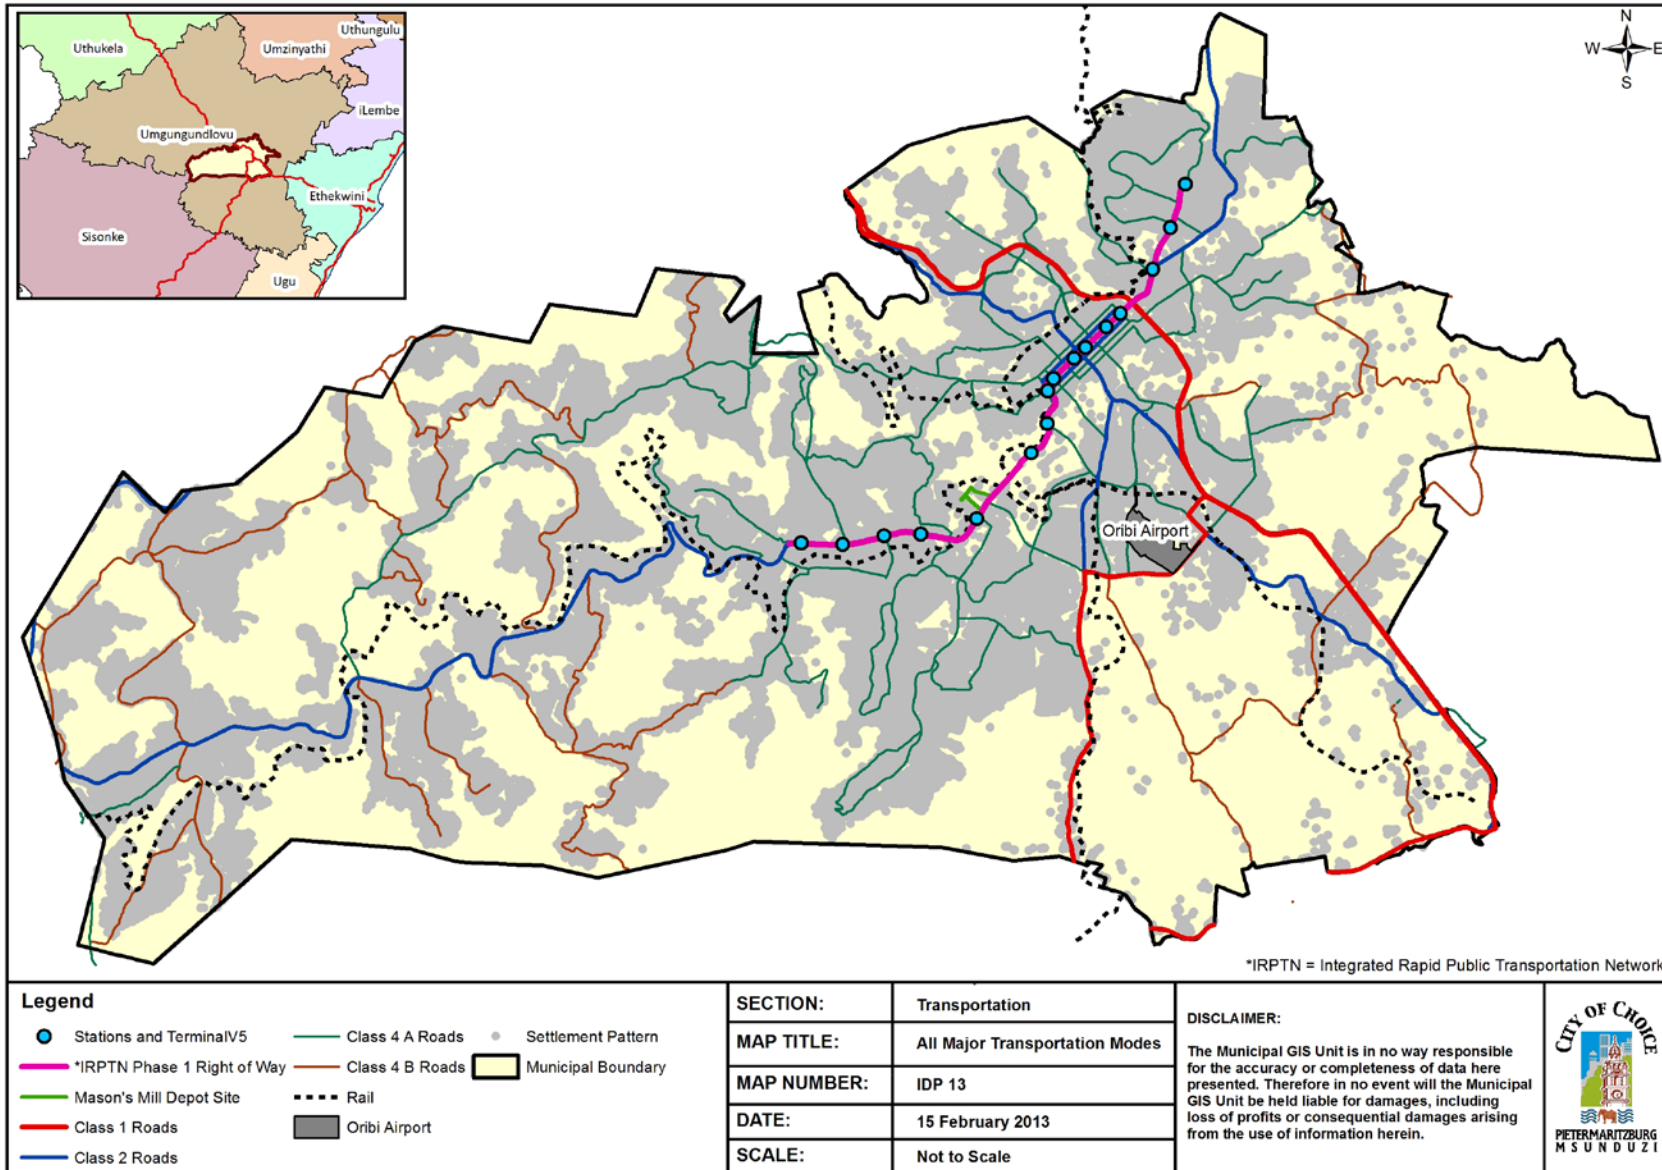 Uthukela
Umzinyathi
Uthungulu
iLembe
Umgungundlovu
Ethekwini
Sisonke
Ugu
N
W
E
S
Oribi Airport
*IRPTN = Integrated Rapid Public Transportation Network
Legend
Stations and TerminalV5
*IRPTN Phase 1 Right of Way
Mason's Mill Depot Site
Class 1 Roads
Class 2 Roads
Class 4 A Roads
Class 4 B Roads
Rail
Oribi Airport
Settlement Pattern
Municipal Boundary
SECTION: Transportation
MAP TITLE: All Major Transportation Modes
MAP NUMBER: IDP 13
DATE: 15 February 2013
SCALE: Not to Scale
DISCLAIMER:
The Municipal GIS Unit is in no way responsible
for the accuracy or completeness of data here
presented. Therefore in no event will the Municipal
GIS Unit be held liable for damages, including
loss of profits or consequential damages arising
from the use of information herein.
CITY OF CHOICE
PIETERMARITZBURG
MSUNDUZI